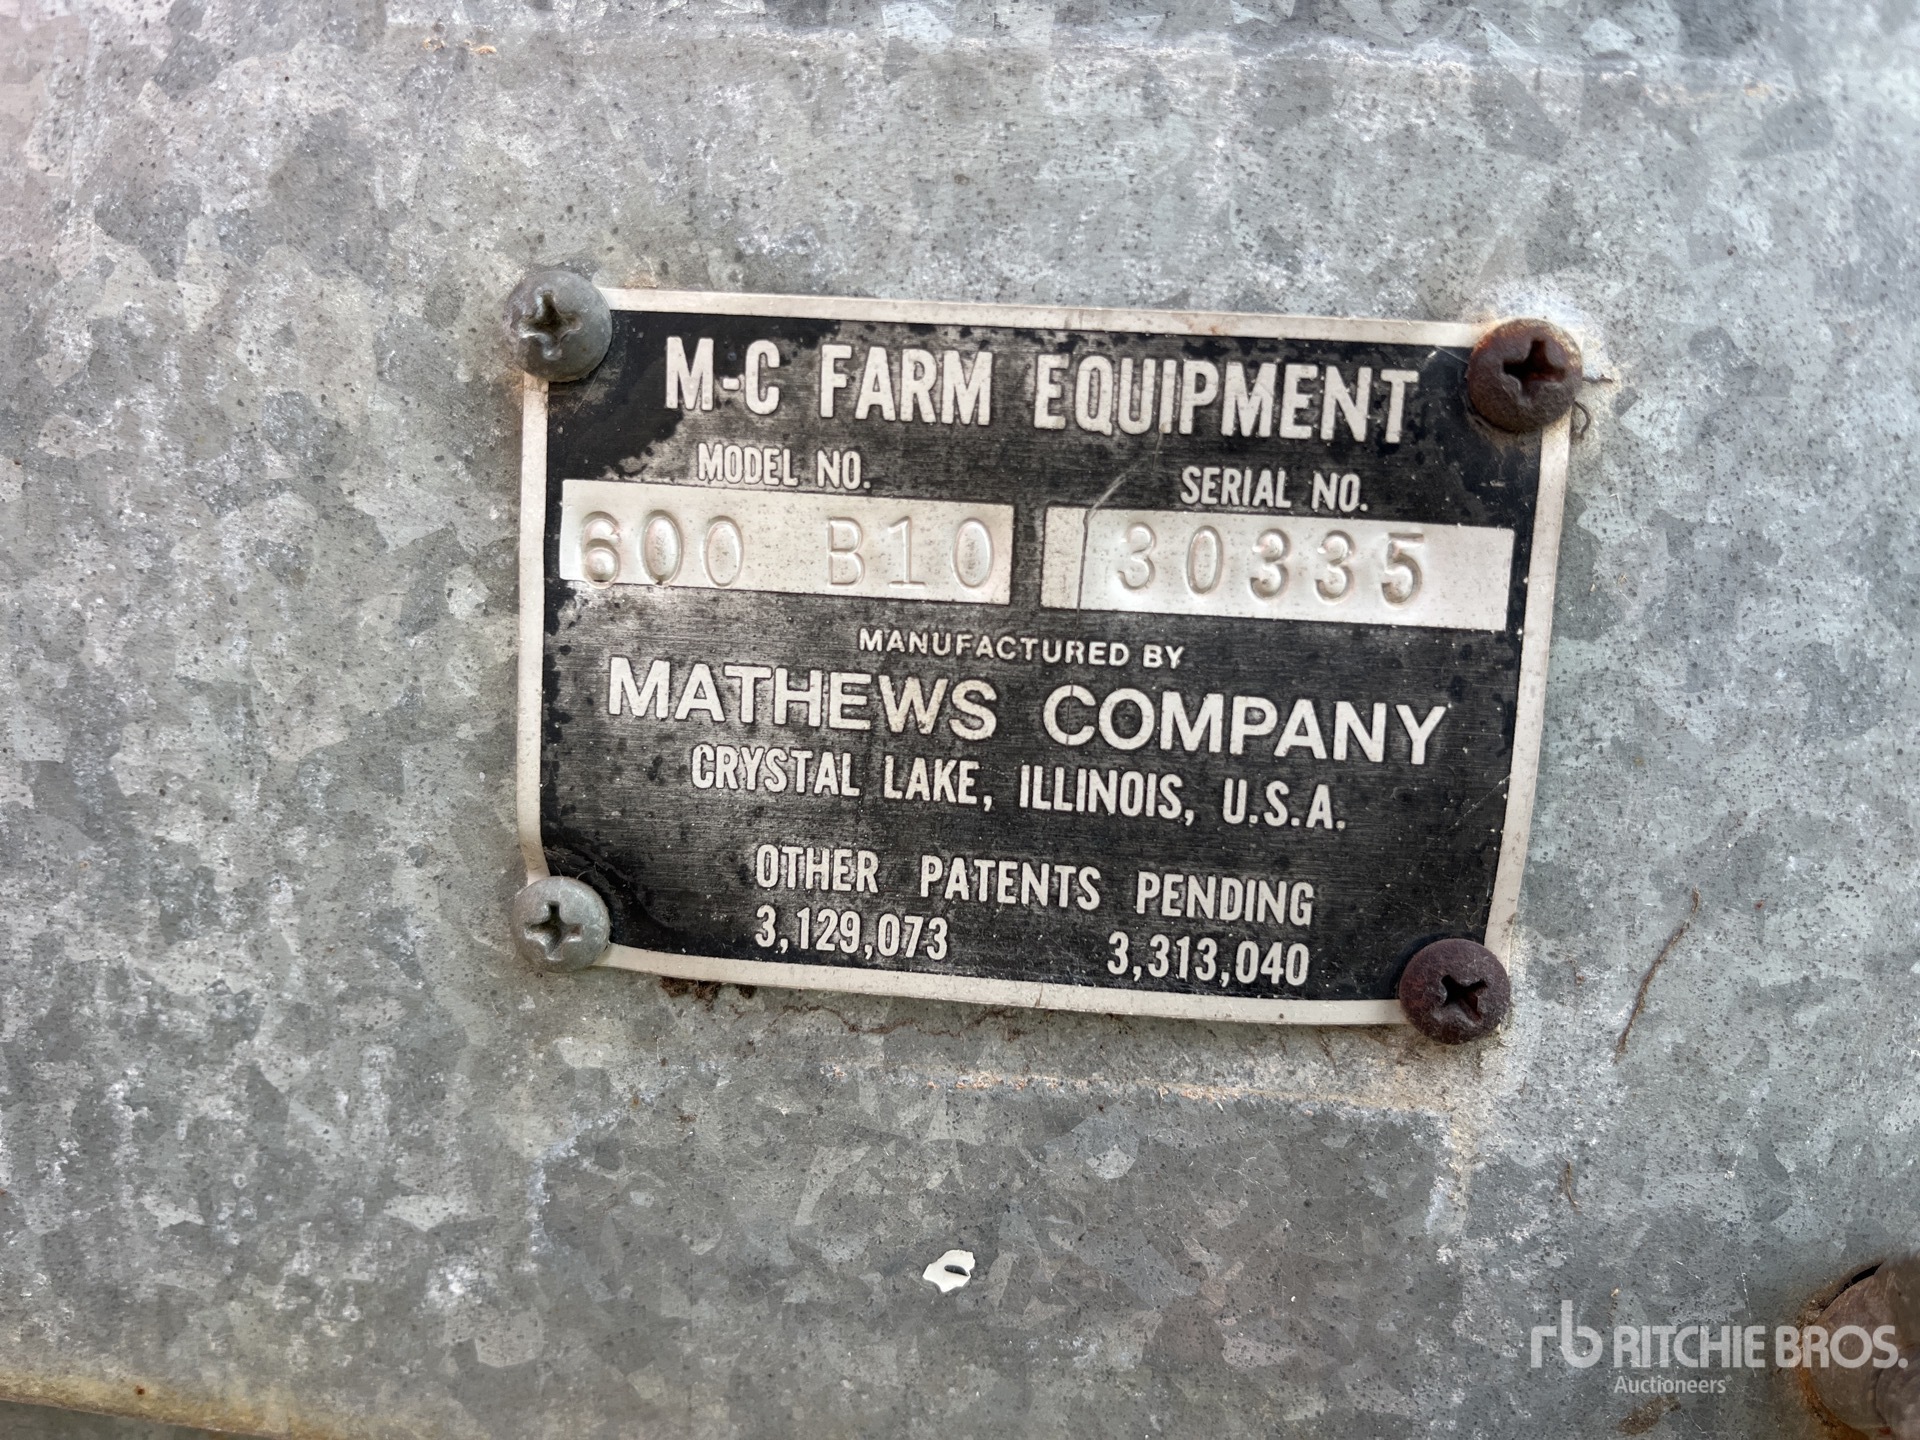 M-C FARM EQUIPMENT
MODEL NO. SERIAL NO.
600 B10 30335
MANUFACTURED BY
MATHEWS COMPANY
CRYSTAL LAKE, ILLINOIS, U.S.A.
OTHER PATENTS PENDING
3,129,073 3,313,040
rb RITCHIE BROS.
Auctioneers